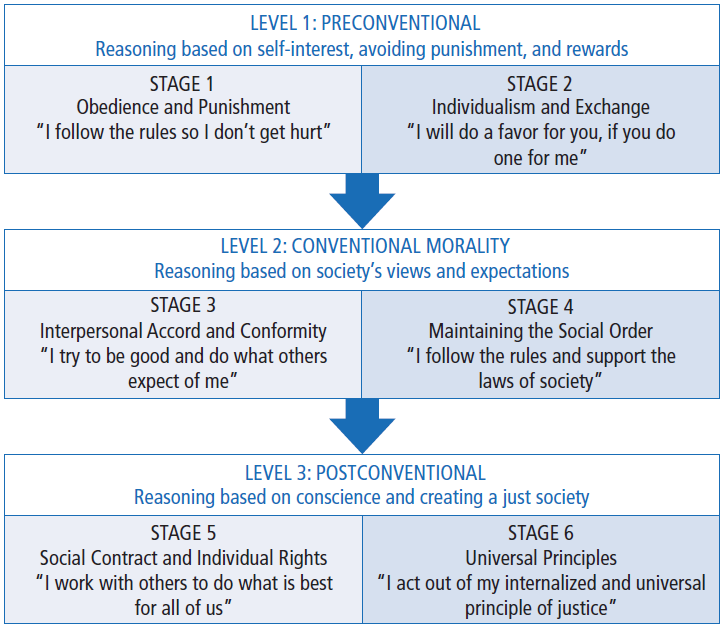 LEVEL 1: PRECONVENTIONAL
Reasoning based on self-interest, avoiding punishment, and rewards
STAGE 1
Obedience and Punishment
“I follow the rules so I don’t get hurt”
STAGE 2
Individualism and Exchange
“I will do a favor for you, if you do
one for me”
LEVEL 2: CONVENTIONAL MORALITY
Reasoning based on society’s views and expectations
STAGE 3
Interpersonal Accord and Conformity
“I try to be good and do what others
expect of me”
STAGE 4
Maintaining the Social Order
“I follow the rules and support the
laws of society”
LEVEL 3: POSTCONVENTIONAL
Reasoning based on conscience and creating a just society
STAGE 5
Social Contract and Individual Rights
“I work with others to do what is best
for all of us”
STAGE 6
Universal Principles
“I act out of my internalized and universal
principle of justice”